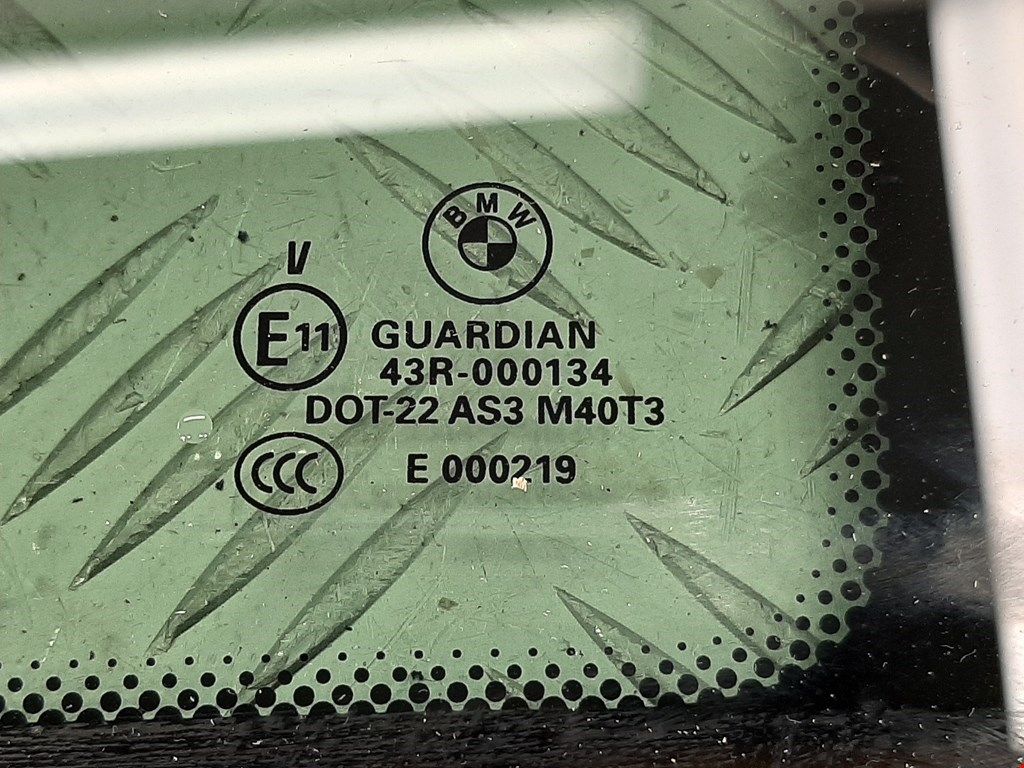 BMW
V
E11 GUARDIAN
43R-000134
DOT-22 AS3 M40T3
CCC E 000219